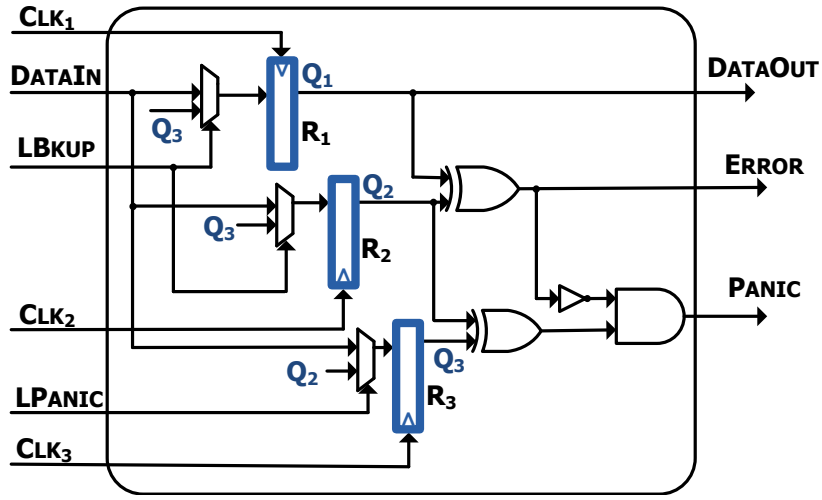 CLK1
DATAIN
Q1
DATAOUT
Q3
R1
LBKUP
Q2
ERROR
Q3
R2
PANIC
CLK2
Q2
Q3
R3
LPANIC
CLK3